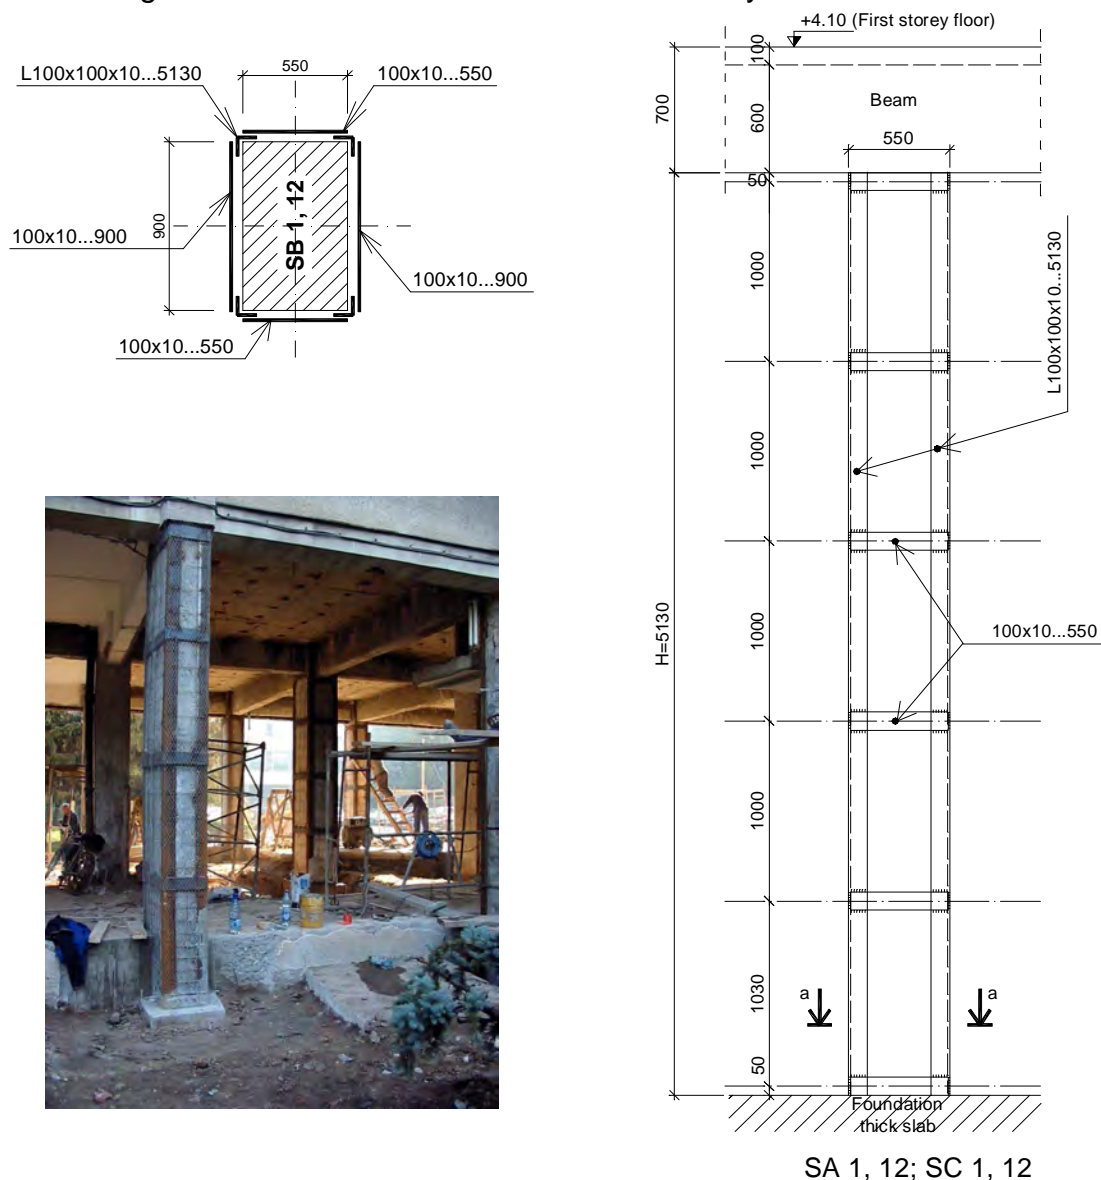 +4.10 (First storey floor)
L100x100x10...5130
550
100x10...550
100
Beam
700
600
550
50
900
SB 1, 12
100x10...900
100x10...900
100x10...550
1000
L100x100x10...5130
1000
H=5130
1000
100x10...550
1000
1030
a
a
50
Foundation
thick slab
SA 1, 12; SC 1, 12